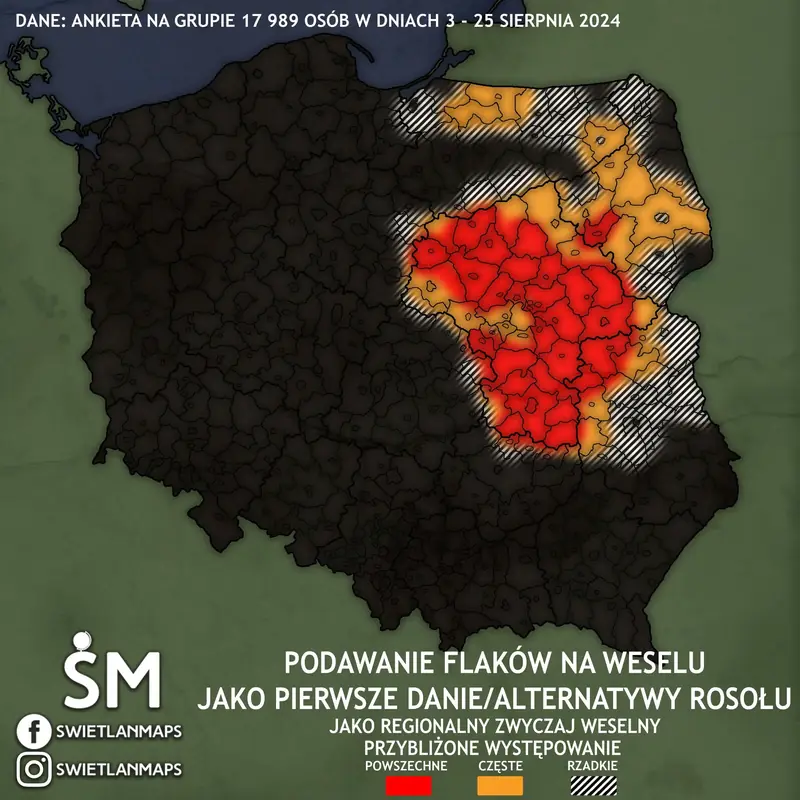 DANE: ANKIETA NA GRUPIE 17 989 OSÓB W DNIACH 3 - 25 SIERPNIA 2024
ŚM
SWIETLANMAPS
SWIETLANMAPS
PODAWANIE FLAKÓW NA WESELU
JAKO PIERWSZE DANIE/ALTERNATYWY ROSOŁU
JAKO REGIONALNY ZWYCZAJ WESELNY
PRZYBLIŻONE WYSTĘPOWANIE
POWSZECHNE CZĘSTE RZADKIE